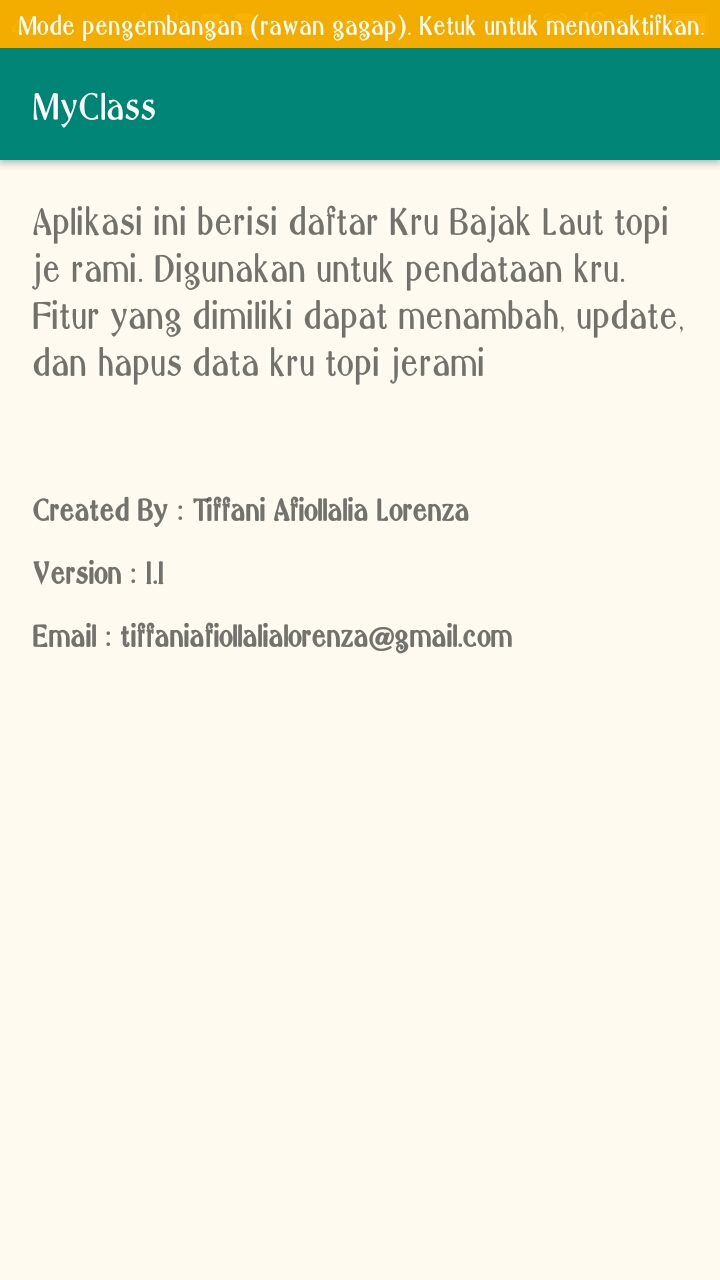 Mode pengembangan (rawan gagap). Ketuk untuk menonaktifkan.
MyClass
Aplikasi ini berisi daftar Kru Bajak Laut topi
je rami. Digunakan untuk pendataan kru.
Fitur yang dimiliki dapat menambah, update,
dan hapus data kru topi jerami
Created By : Tiffani Afiollalia Lorenza
Version : 1.1
Email : tiffaniafiollalialorenza@gmail.com